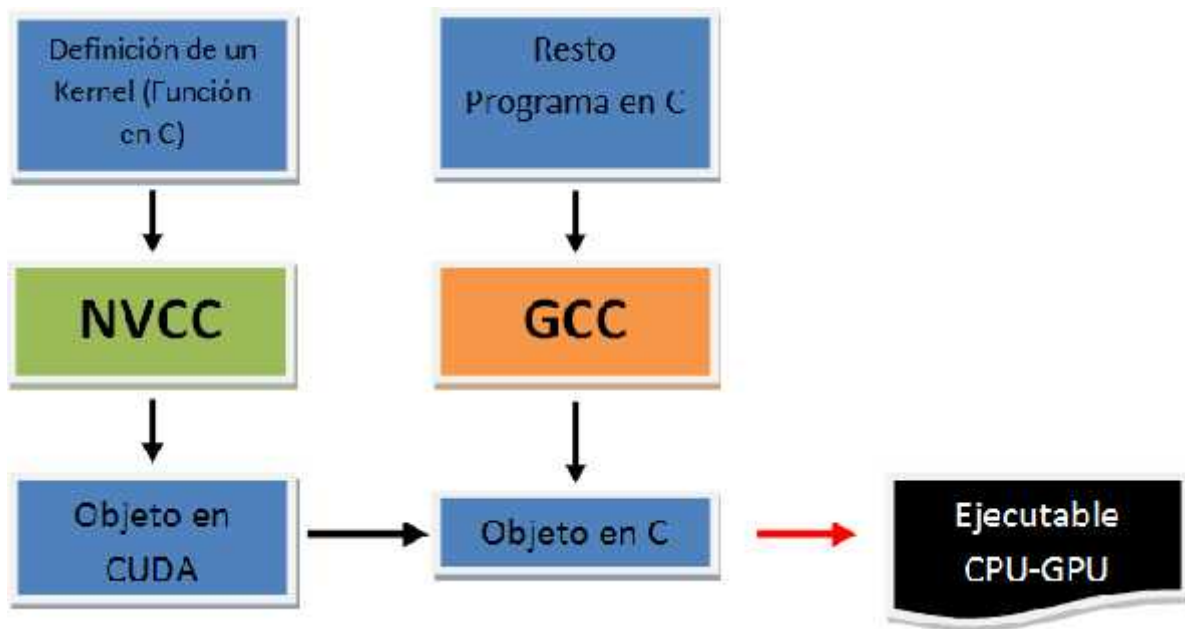 Definición de un
Kernel (Función
en C)
Resto
Programa en C
NVCC
GCC
Objeto en
CUDA
Objeto en C
Ejecutable
CPU-GPU